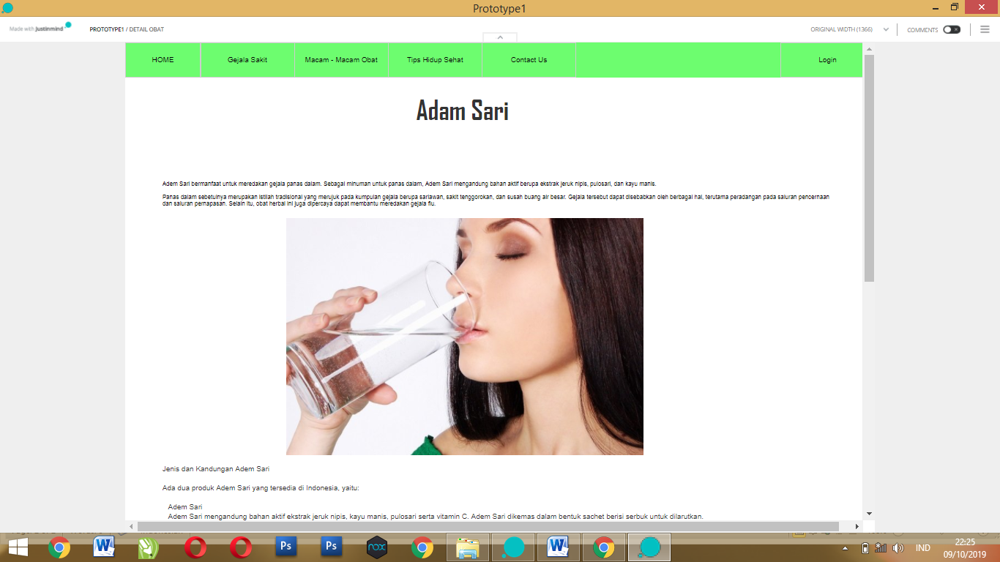 Prototype1
Made with justinmind
PROTOTYPE1 / DETAIL OBAT
ORIGINAL WIDTH (1366)
COMMENTS
HOME
Gejala Sakit
Macam - Macam Obat
Tips Hidup Sehat
Contact Us
Login
Adam Sari
Adem Sari bermanfaat untuk meredakan gejala panas dalam. Sebagai minuman untuk panas dalam, Adem Sari mengandung bahan aktif berupa ekstrak jeruk nipis, pulosari, dan kayu manis.
Panas dalam sebetulnya merupakan istilah tradisional yang merujuk pada kumpulan gejala berupa sariawan, sakit tenggorokan, dan susah buang air besar. Gejala tersebut dapat disebabkan oleh berbagai hal, terutama peradangan pada saluran pencernaan
dan saluran pernapasan. Selain itu, obat herbal ini juga dipercaya dapat membantu meredakan gejala flu.
Jenis dan Kandungan Adem Sari
Ada dua produk Adem Sari yang tersedia di Indonesia, yaitu:
Adem Sari
Adem Sari mengandung bahan aktif ekstrak jeruk nipis, kayu manis, pulosari serta vitamin C. Adem Sari dikemas dalam bentuk sachet berisi serbuk untuk dilarutkan.
Ps
Ps
nox
IND
22:25
09/10/2019